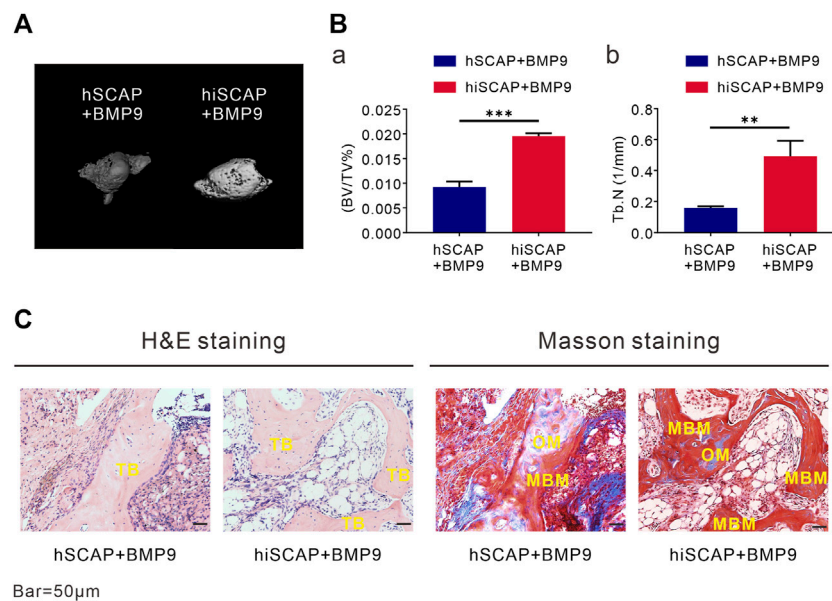 A
hSCAP
+BMP9
hiSCAP
+BMP9
B
a
hSCAP+BMP9
hiSCAP+BMP9
(BV/TV%)
0.025
0.020
0.015
0.010
0.005
0.000
***
hSCAP
+BMP9
hiSCAP
+BMP9
b
hSCAP+BMP9
hiSCAP+BMP9
Tb.N (1/mm)
0.8
0.6
0.4
0.2
0.0
**
hSCAP
+BMP9
hiSCAP
+BMP9
C
H&E staining
Masson staining
TB
TB
TB
OM
MBM
MBM
OM
MBM
MBM
hSCAP+BMP9
hiSCAP+BMP9
hSCAP+BMP9
hiSCAP+BMP9
Bar=50μm